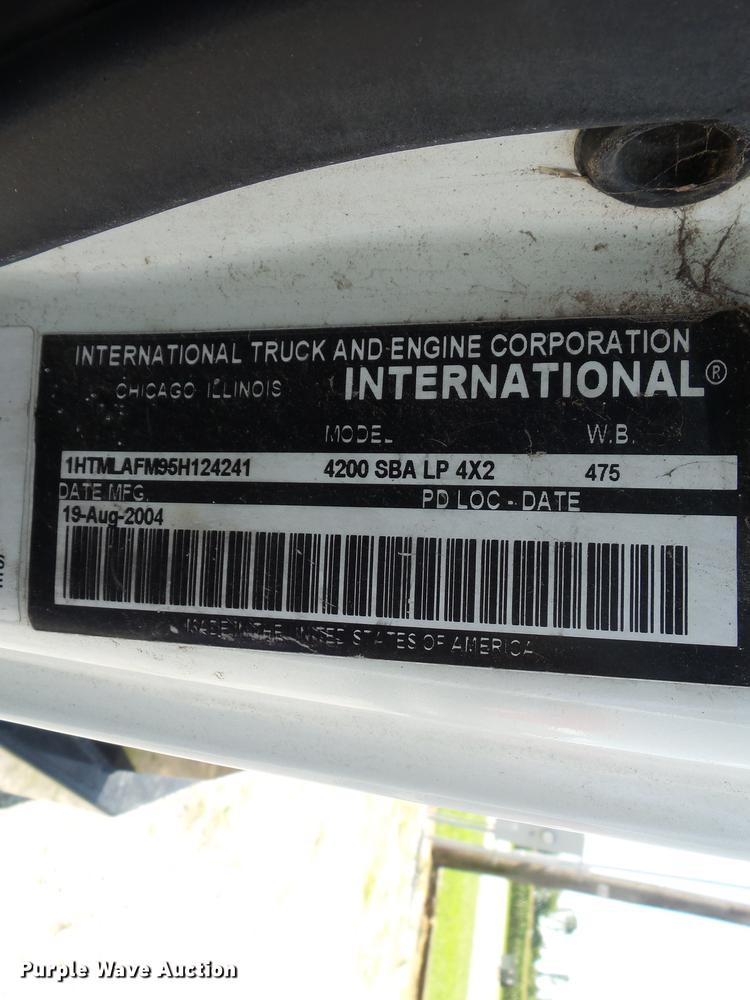 INTERNATIONAL TRUCK AND ENGINE CORPORATION
CHICAGO ILLINOIS INTERNATIONAL®
MODEL W.B.
1HTMLAFM95H124241 4200 SBA LP 4X2 475
DATE MFG. PD LOC - DATE
19-Aug-2004
MADE IN THE UNITED STATES OF AMERICA
Purple Wave Auction